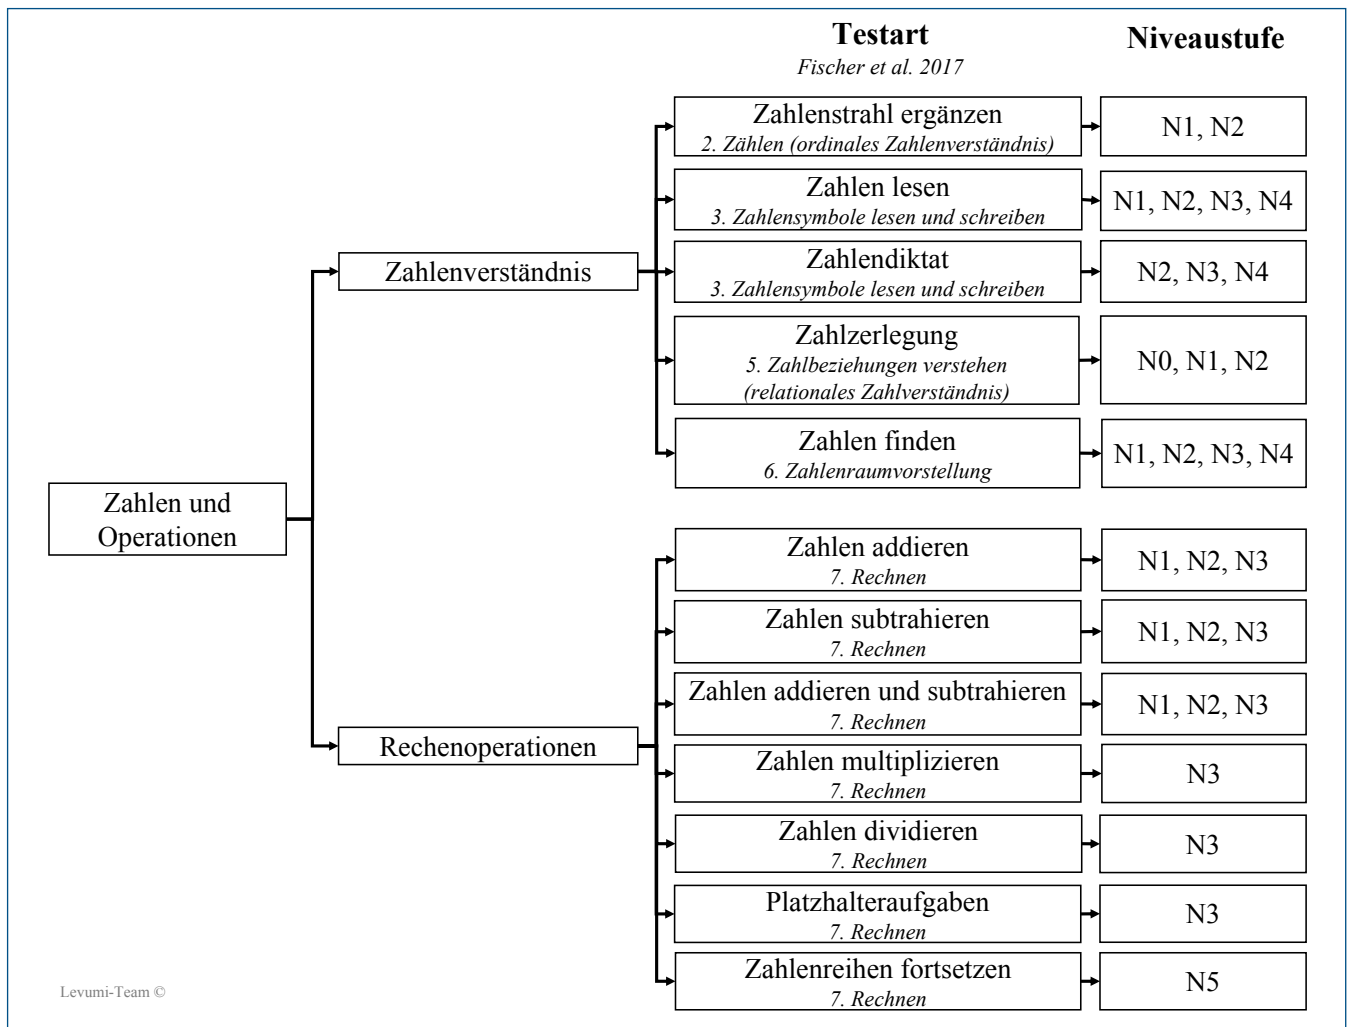 Testart
Fischer et al. 2017
Niveaustufe
Zahlenstrahl ergänzen
2. Zählen (ordinales Zahlenverständnis)
N1, N2
Zahlen lesen
3. Zahlensymbole lesen und schreiben
N1, N2, N3, N4
Zahlenverständnis
Zahlendiktat
3. Zahlensymbole lesen und schreiben
N2, N3, N4
Zahlzerlegung
5. Zahlbeziehungen verstehen
(relationales Zahlverständnis)
N0, N1, N2
Zahlen finden
6. Zahlenraumvorstellung
N1, N2, N3, N4
Zahlen und
Operationen
Zahlen addieren
7. Rechnen
N1, N2, N3
Zahlen subtrahieren
7. Rechnen
N1, N2, N3
Zahlen addieren und subtrahieren
7. Rechnen
N1, N2, N3
Rechenoperationen
Zahlen multiplizieren
7. Rechnen
N3
Zahlen dividieren
7. Rechnen
N3
Platzhalteraufgaben
7. Rechnen
N3
Zahlenreihen fortsetzen
7. Rechnen
N5
Levumi-Team ©